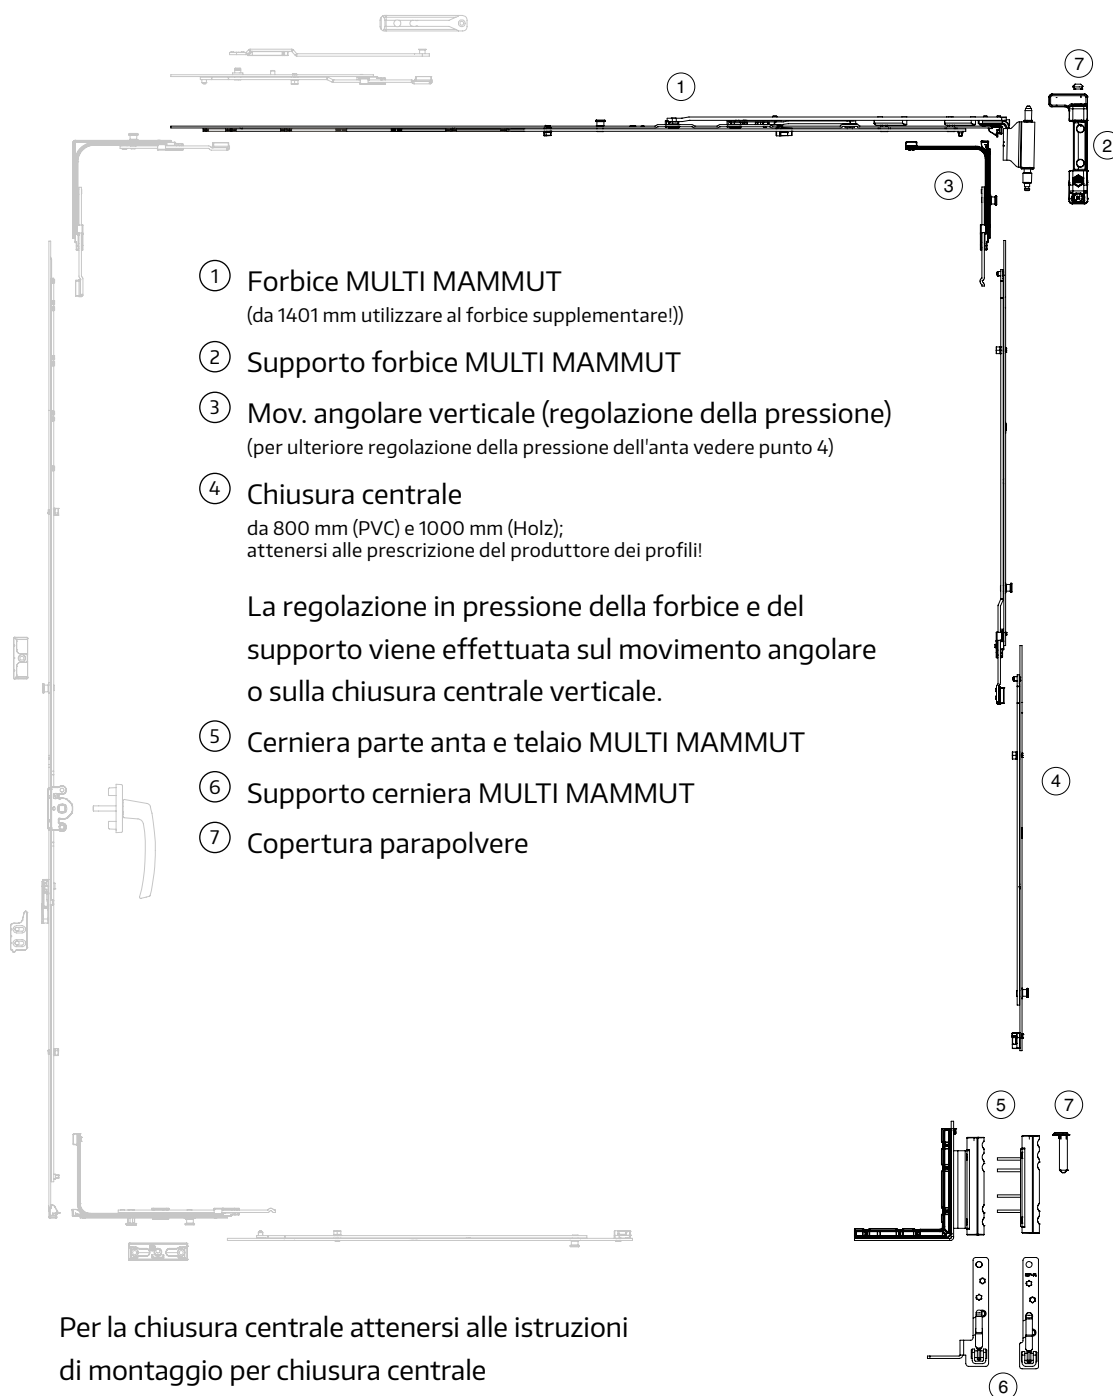 7
1
2
3
1 Forbice MULTI MAMMUT
(da 1401 mm utilizzare al forbice supplementare!))
2 Supporto forbice MULTI MAMMUT
3 Mov. angolare verticale (regolazione della pressione)
(per ulteriore regolazione della pressione dell'anta vedere punto 4)
4 Chiusura centrale
da 800 mm (PVC) e 1000 mm (Holz);
attenersi alle prescrizione del produttore dei profili!
La regolazione in pressione della forbice e del
supporto viene effettuata sul movimento angolare
o sulla chiusura centrale verticale.
5 Cerniera parte anta e telaio MULTI MAMMUT
6 Supporto cerniera MULTI MAMMUT
7 Copertura parapolvere
4
5
7
6
Per la chiusura centrale attenersi alle istruzioni
di montaggio per chiusura centrale